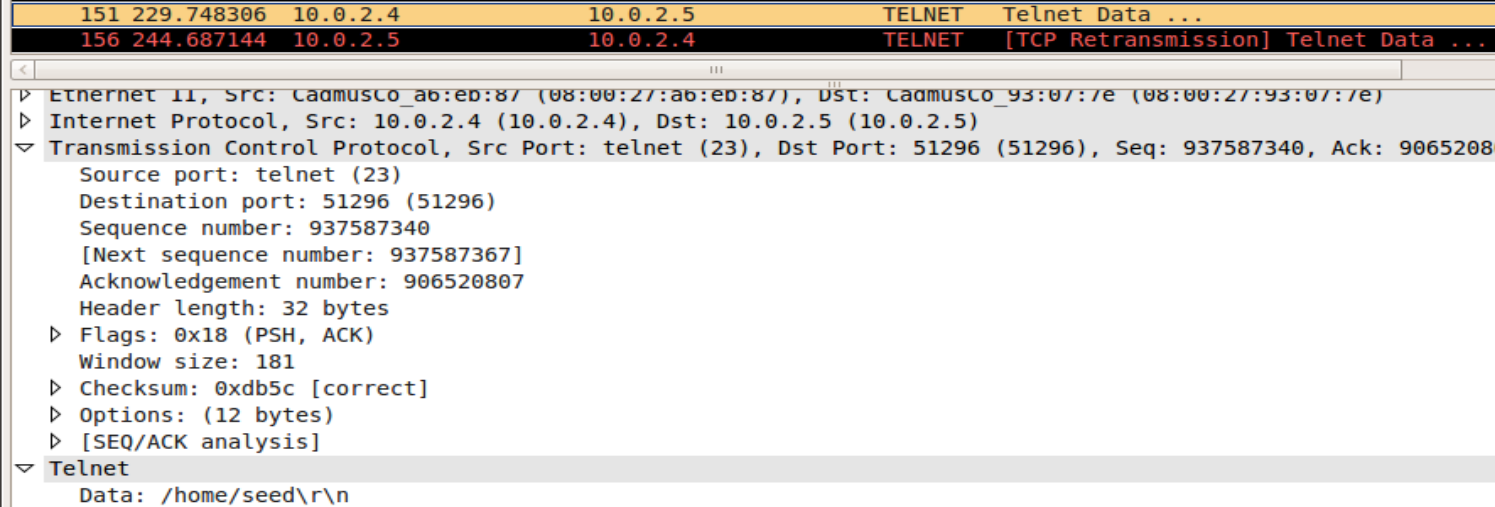 151 229.748306 10.0.2.4 10.0.2.5 TELNET Telnet Data ...
156 244.687144 10.0.2.5 10.0.2.4 TELNET [TCP Retransmission] Telnet Data ...
Ethernet II, Src: CadmusCo_a6:eb:87 (08:00:27:a6:eb:87), Dst: CadmusCo_93:07:7e (08:00:27:93:07:7e)
Internet Protocol, Src: 10.0.2.4 (10.0.2.4), Dst: 10.0.2.5 (10.0.2.5)
Transmission Control Protocol, Src Port: telnet (23), Dst Port: 51296 (51296), Seq: 937587340, Ack: 9065208
Source port: telnet (23)
Destination port: 51296 (51296)
Sequence number: 937587340
[Next sequence number: 937587367]
Acknowledgement number: 906520807
Header length: 32 bytes
Flags: 0x18 (PSH, ACK)
Window size: 181
Checksum: 0xdb5c [correct]
Options: (12 bytes)
[SEQ/ACK analysis]
Telnet
Data: /home/seed\r\n